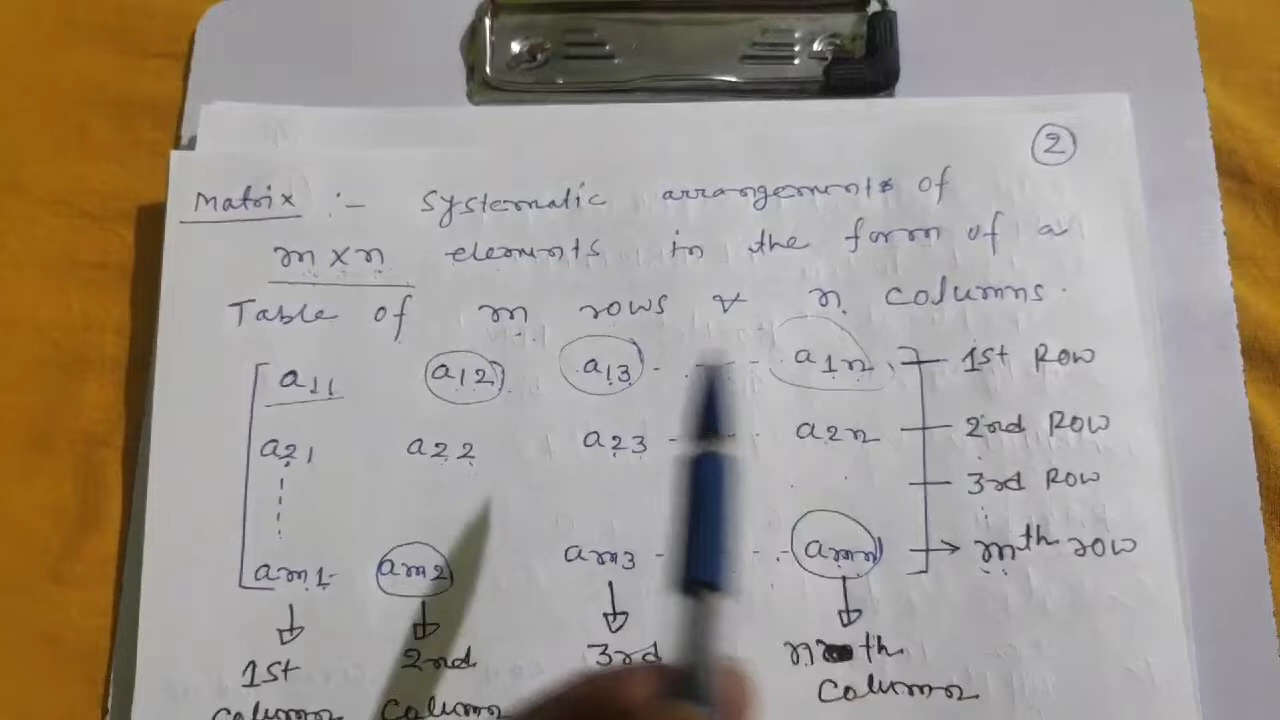 2
Matrix :- Systematic arrangements of
m x n elements in the form of a
Table of m rows & n columns.
a11 a12 a13 - - - a1n 1st Row
a21 a22 a23 - - - a2n 2nd Row
3rd Row
am1 am2 am3 - - - amn mth row
1st 2nd 3rd nth
column column column